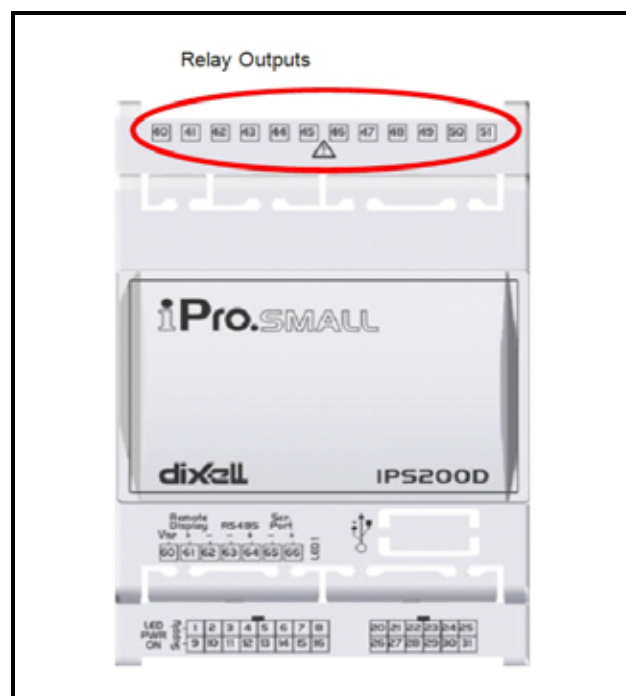 Relay Outputs
40 41 42 43 44 45 46 47 48 49 50 51
iPro.SMALL
dixell IPS200D
Remote Display RS485 Ser. Port
Vnr + - - + - +
60 61 62 63 64 65 66 LED1
LED PWR ON Supply
1 2 3 4 5 6 7 8 20 21 22 23 24 25
9 10 11 12 13 14 15 16 26 27 28 29 30 31